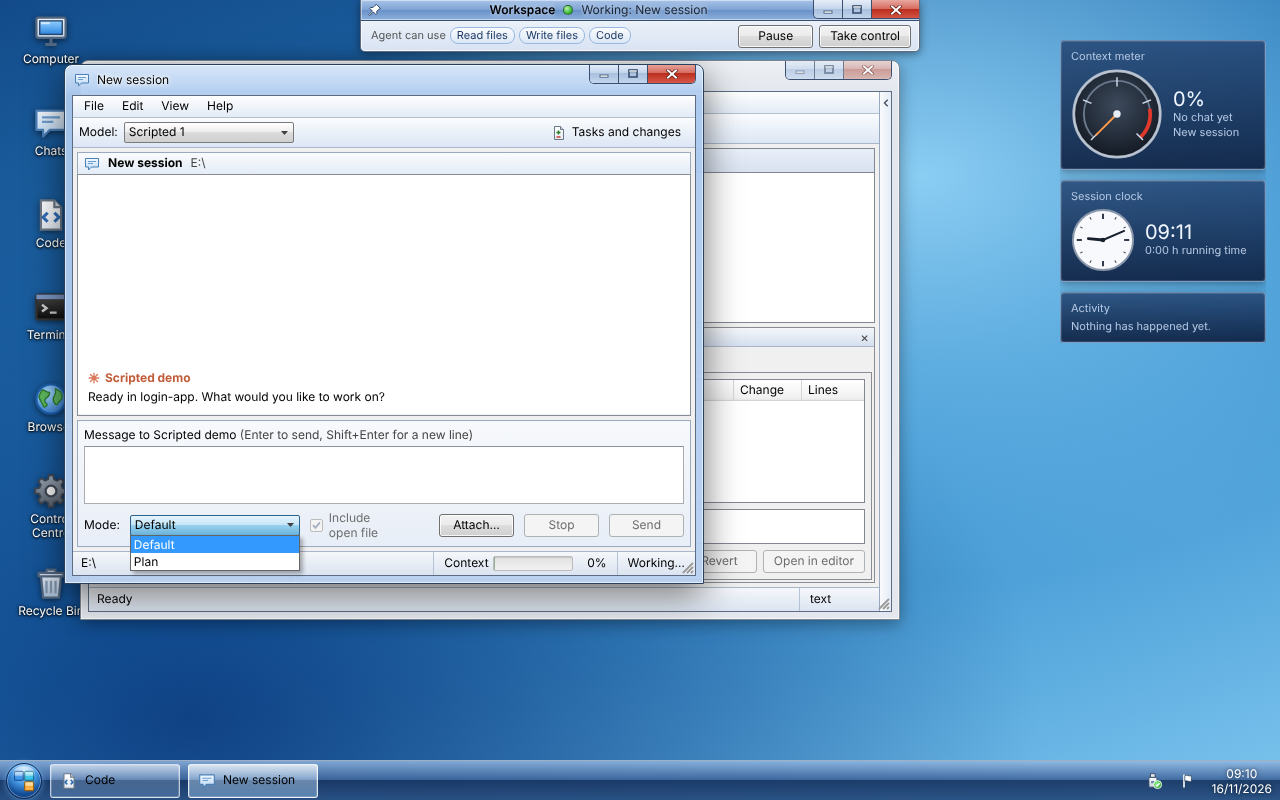 Workspace Working: New session
Agent can use Read files Write files Code Pause Take control
Computer
Chats
Code
Control
Recycle Bin
New session
File Edit View Help
Model: Scripted 1 Tasks and changes
New session E:\
Scripted demo
Ready in login-app. What would you like to work on?
Message to Scripted demo (Enter to send, Shift+Enter for a new line)
Mode: Default Include open file Attach... Stop Send
Default
Plan
E:\ Context 0% Working...
Change Lines
Revert Open in editor
Ready text
Context meter
0%
No chat yet
New session
Session clock
09:11
0:00 h running time
Activity
Nothing has happened yet.
Code New session 09:10
16/11/2026